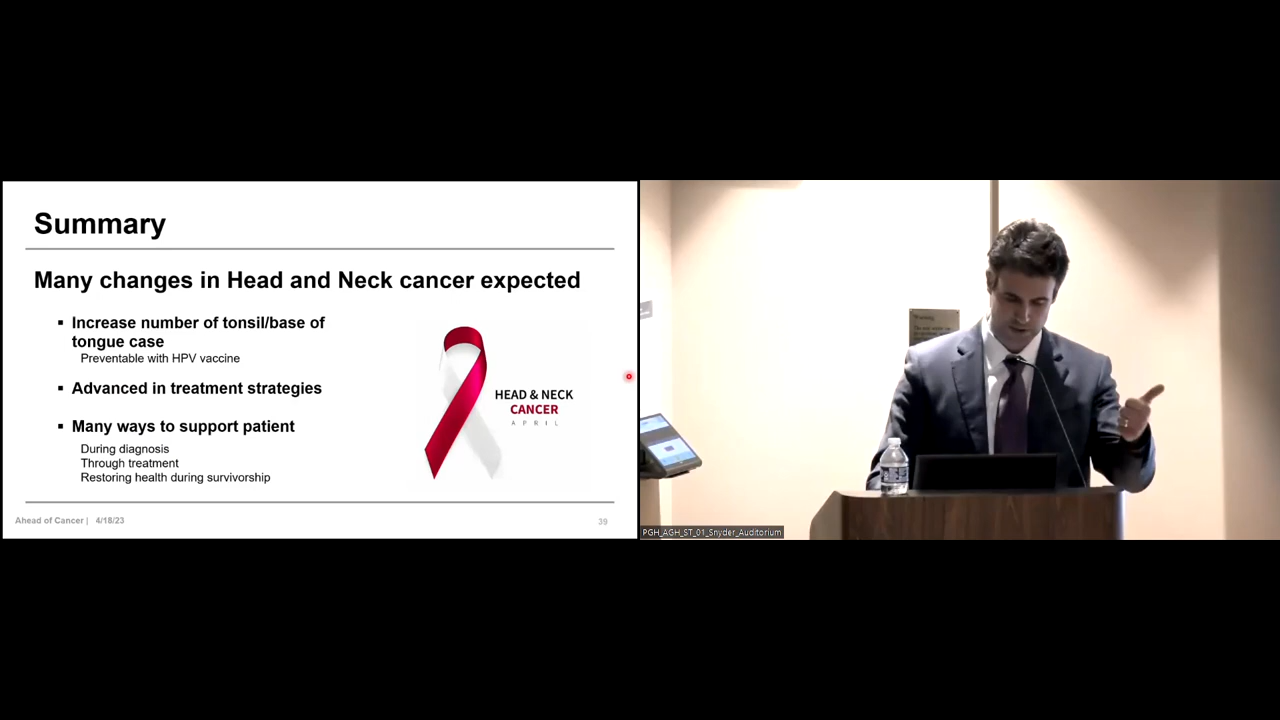 Summary
Many changes in Head and Neck cancer expected
▪ Increase number of tonsil/base of
tongue case
Preventable with HPV vaccine
▪ Advanced in treatment strategies
▪ Many ways to support patient
During diagnosis
Through treatment
Restoring health during survivorship
HEAD & NECK
CANCER
APRIL
Ahead of Cancer | 4/18/23
39
PGH_AGH_ST_01_Snyder_Auditorium